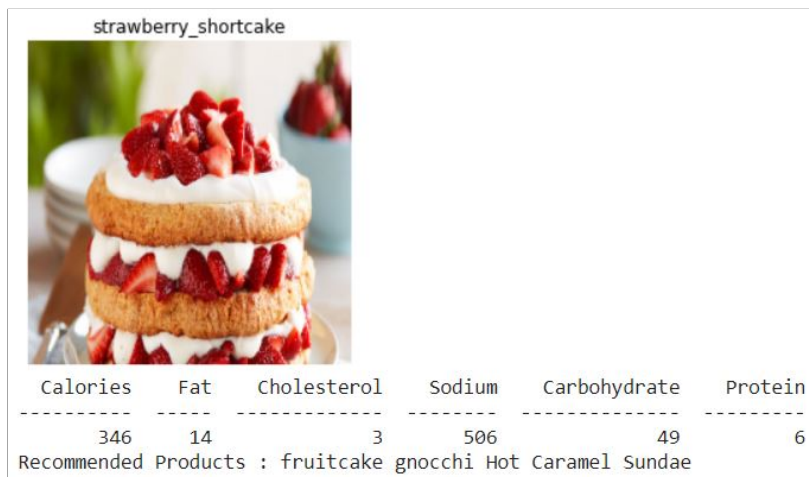 strawberry_shortcake
Calories Fat Cholesterol Sodium Carbohydrate Protein
---------- ----- ------------- -------- -------------- ---------
346 14 3 506 49 6
Recommended Products : fruitcake gnocchi Hot Caramel Sundae